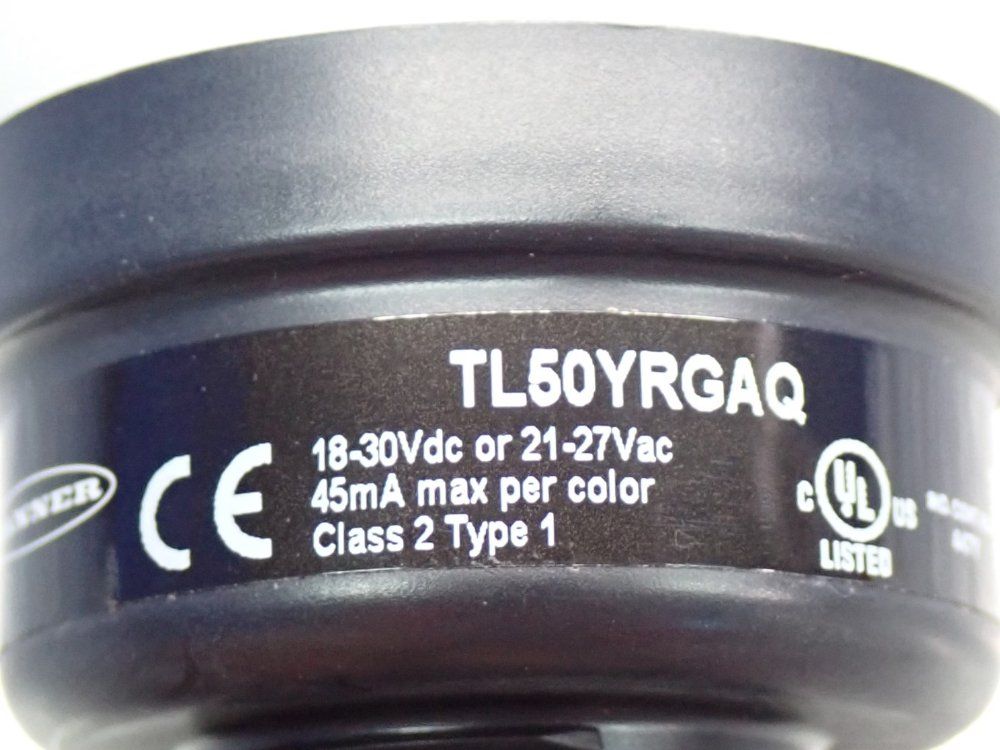 TL50YRGAQ
CE
18-30Vdc or 21-27Vac
45mA max per color
Class 2 Type 1
C UL US
LISTED